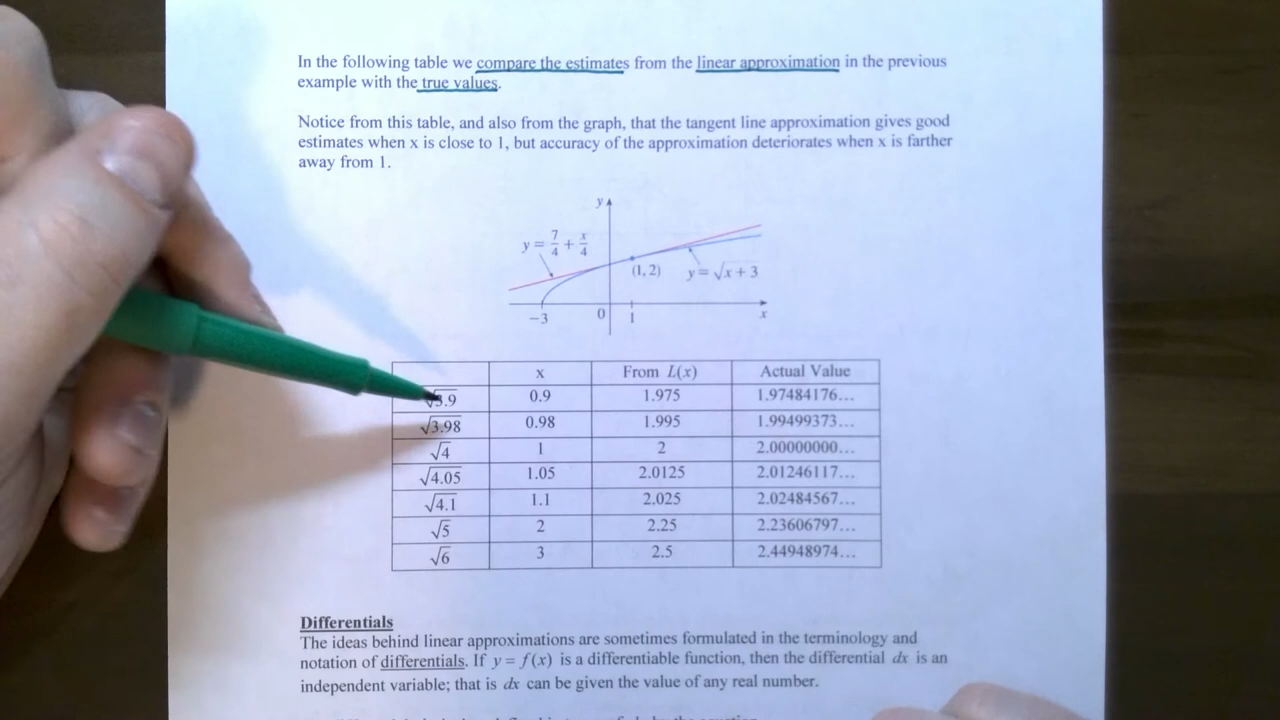 In the following table we compare the estimates from the linear approximation in the previous
example with the true values.
Notice from this table, and also from the graph, that the tangent line approximation gives good
estimates when x is close to 1, but accuracy of the approximation deteriorates when x is farther
away from 1.
y
y = 7/4 + x/4
(1, 2)
y = √x + 3
−3 0 1 x
x From L(x) Actual Value
√3.9 0.9 1.975 1.97484176...
√3.98 0.98 1.995 1.99499373...
√4 1 2 2.00000000...
√4.05 1.05 2.0125 2.01246117...
√4.1 1.1 2.025 2.02484567...
√5 2 2.25 2.23606797...
√6 3 2.5 2.44948974...
Differentials
The ideas behind linear approximations are sometimes formulated in the terminology and
notation of differentials. If y = f(x) is a differentiable function, then the differential dx is an
independent variable; that is dx can be given the value of any real number.